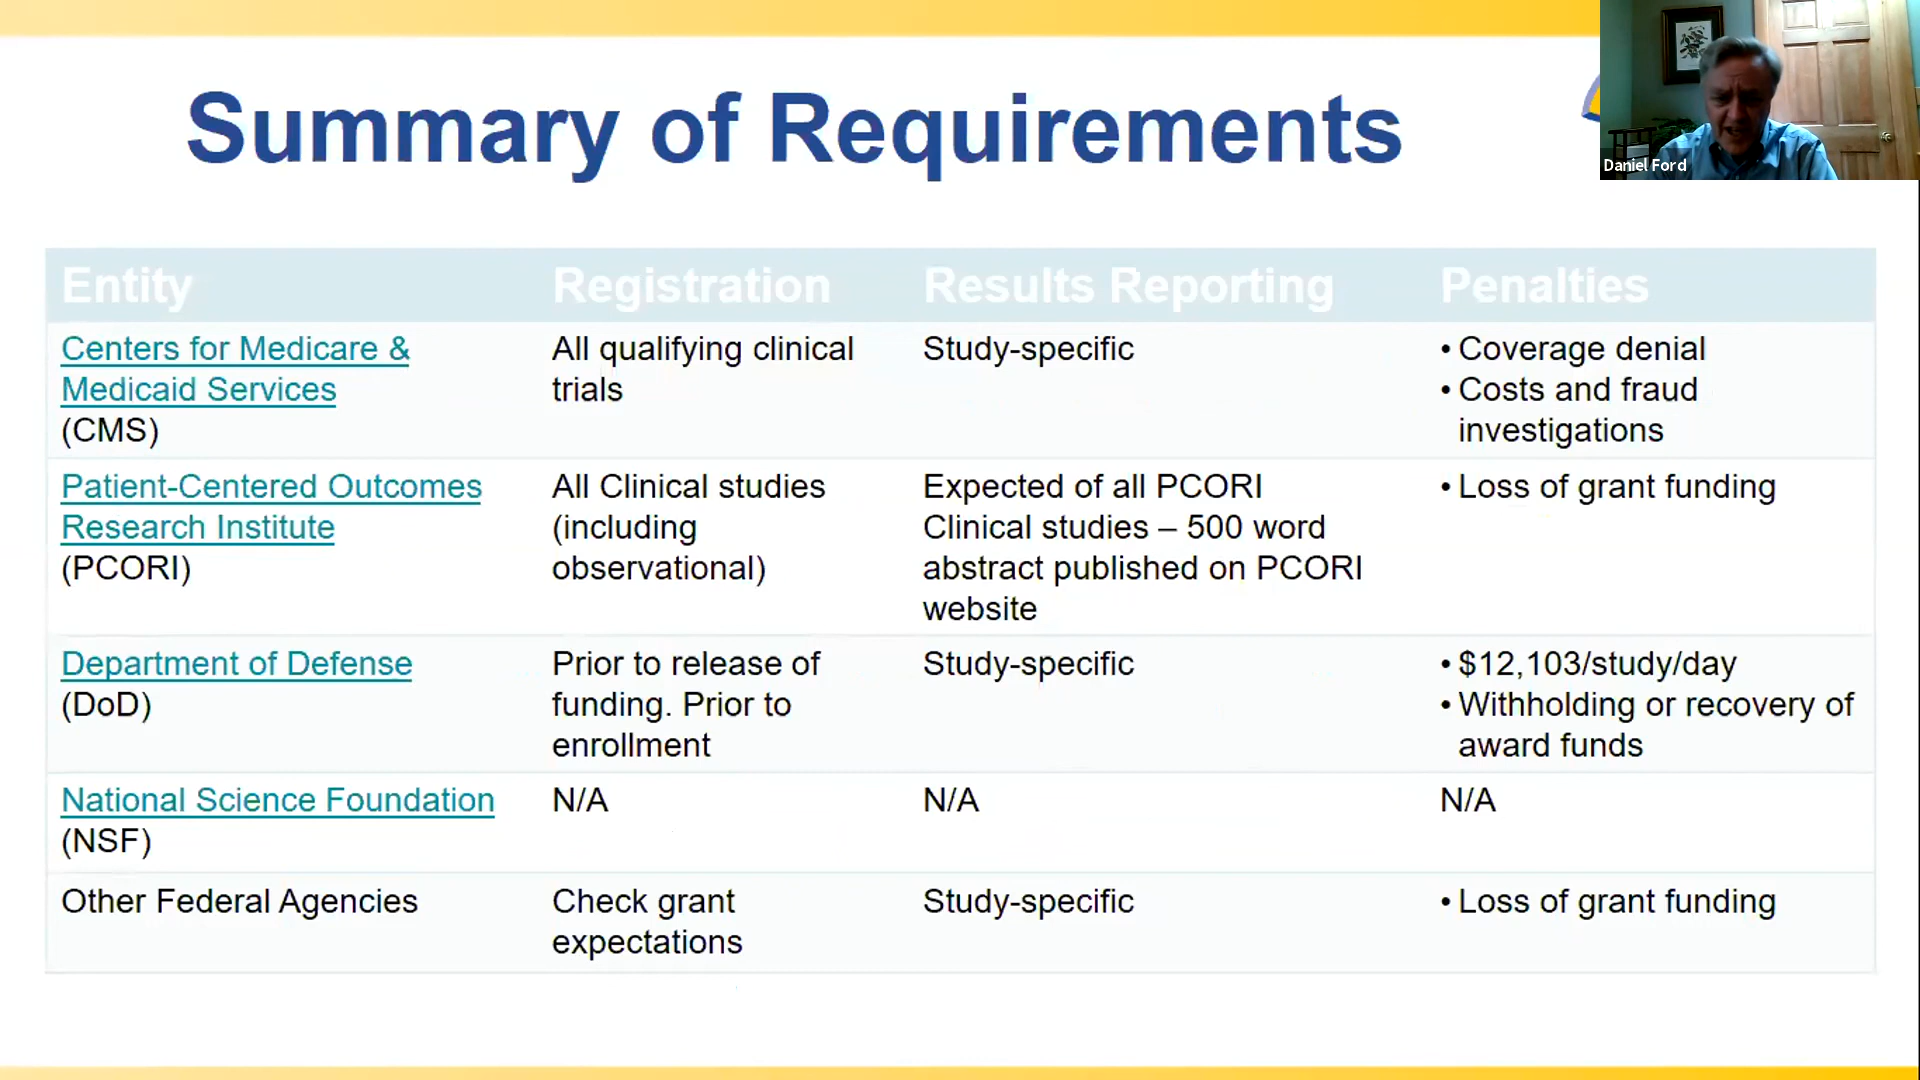 Summary of Requirements
Daniel Ford
Entity Registration Results Reporting Penalties
Centers for Medicare &
Medicaid Services
(CMS)
All qualifying clinical
trials
Study-specific
• Coverage denial
• Costs and fraud
investigations
Patient-Centered Outcomes
Research Institute
(PCORI)
All Clinical studies
(including
observational)
Expected of all PCORI
Clinical studies – 500 word
abstract published on PCORI
website
• Loss of grant funding
Department of Defense
(DoD)
Prior to release of
funding. Prior to
enrollment
Study-specific
• $12,103/study/day
• Withholding or recovery of
award funds
National Science Foundation
(NSF)
N/A
N/A
N/A
Other Federal Agencies
Check grant
expectations
Study-specific
• Loss of grant funding